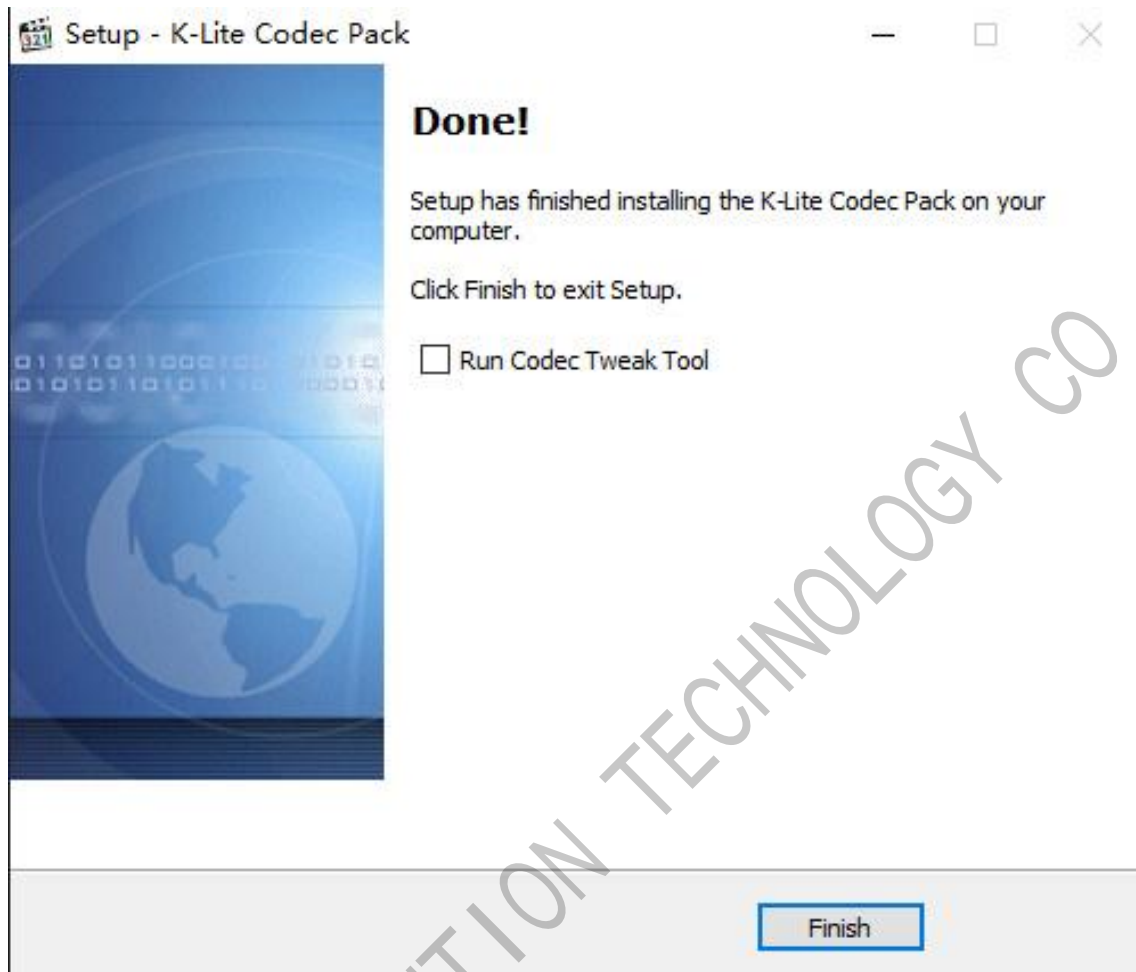 Setup - K-Lite Codec Pack
Done!
Setup has finished installing the K-Lite Codec Pack on your
computer.
Click Finish to exit Setup.
Run Codec Tweak Tool
Finish
TECHNOLOGY CO